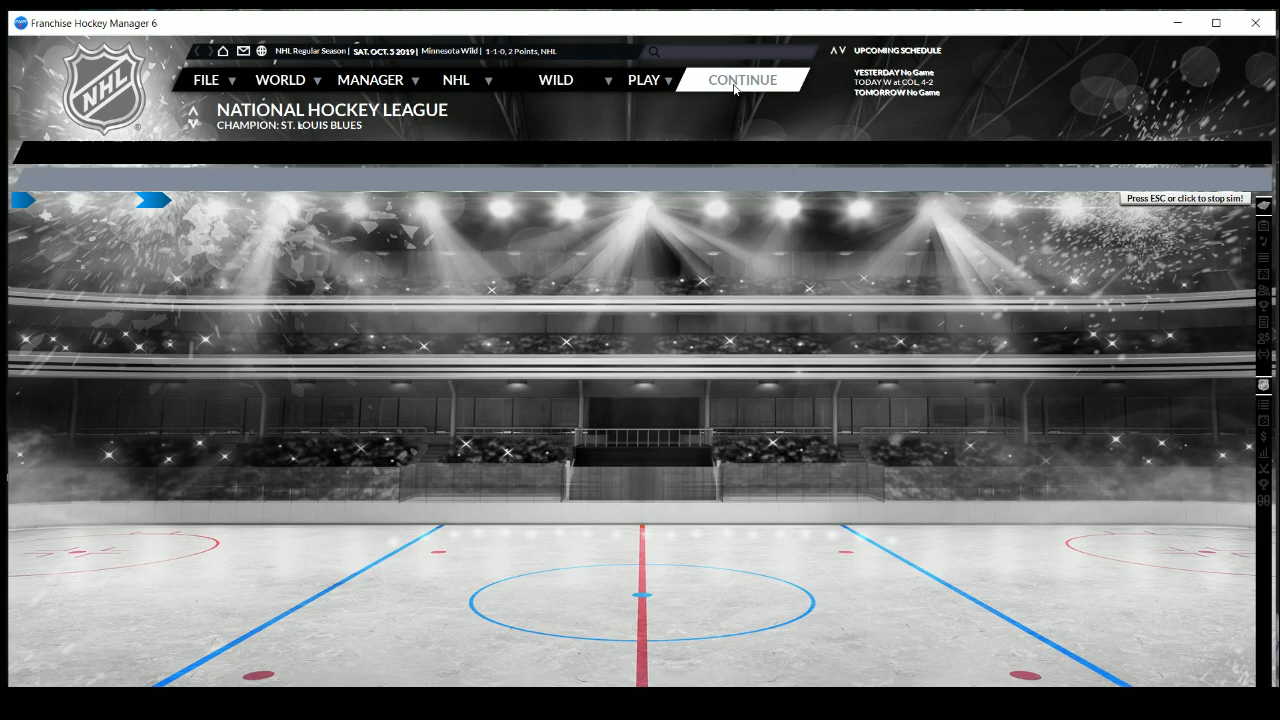 Franchise Hockey Manager 6
NHL Regular Season | SAT. OCT. 5 2019 | Minnesota Wild | 1-1-0, 2 Points, NHL
FILE WORLD MANAGER NHL WILD PLAY CONTINUE
NHL
NATIONAL HOCKEY LEAGUE
CHAMPION: ST. LOUIS BLUES
UPCOMING SCHEDULE
YESTERDAY No Game
TODAY W at COL, 4-2
TOMORROW No Game
Press ESC or click to stop sim!